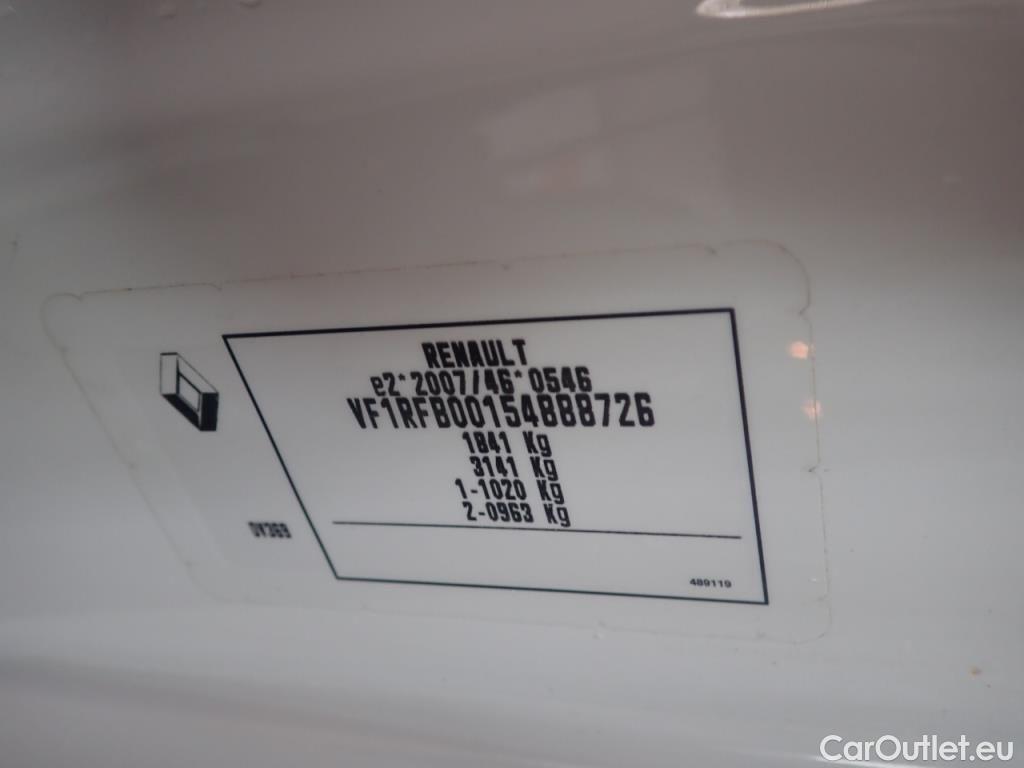 RENAULT
e2*2007/46*0546
VF1RFB00154888726
1841 Kg
3141 Kg
1-1020 Kg
2-0963 Kg
DV369
489119
CarOutlet.eu